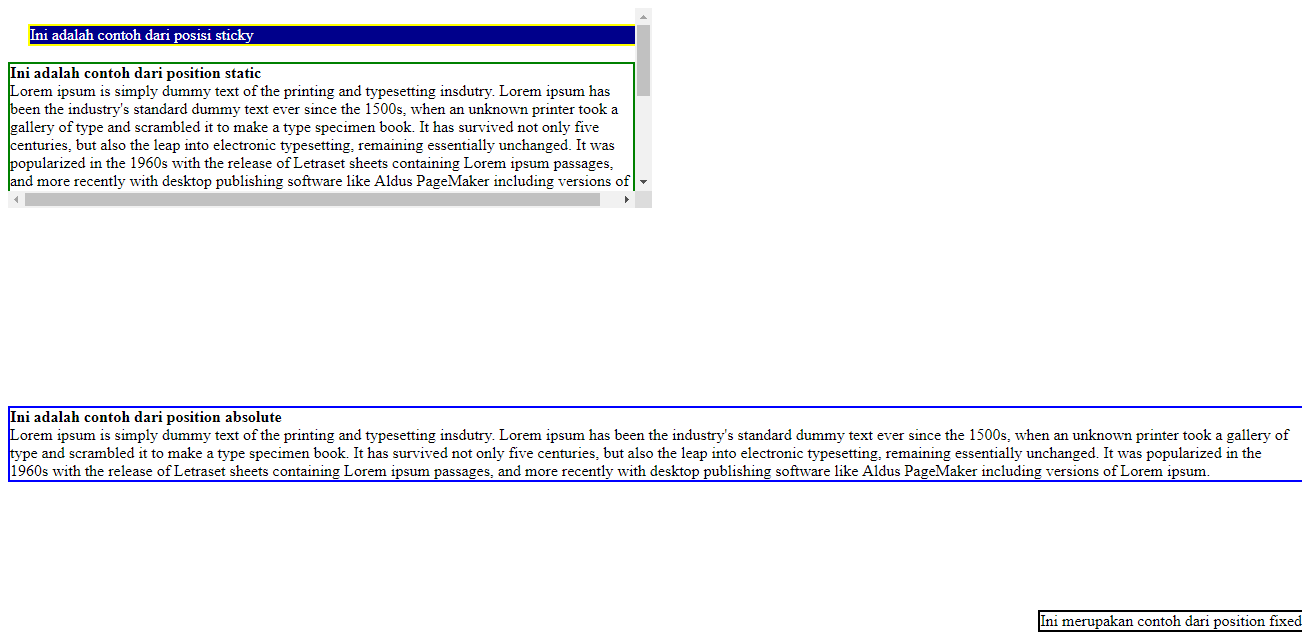 Ini adalah contoh dari posisi sticky
Ini adalah contoh dari position static
Lorem ipsum is simply dummy text of the printing and typesetting insdutry. Lorem ipsum has
been the industry's standard dummy text ever since the 1500s, when an unknown printer took a
gallery of type and scrambled it to make a type specimen book. It has survived not only five
centuries, but also the leap into electronic typesetting, remaining essentially unchanged. It was
popularized in the 1960s with the release of Letraset sheets containing Lorem ipsum passages,
and more recently with desktop publishing software like Aldus PageMaker including versions of
Ini adalah contoh dari position absolute
Lorem ipsum is simply dummy text of the printing and typesetting insdutry. Lorem ipsum has been the industry's standard dummy text ever since the 1500s, when an unknown printer took a gallery of
type and scrambled it to make a type specimen book. It has survived not only five centuries, but also the leap into electronic typesetting, remaining essentially unchanged. It was popularized in the
1960s with the release of Letraset sheets containing Lorem ipsum passages, and more recently with desktop publishing software like Aldus PageMaker including versions of Lorem ipsum.
Ini merupakan contoh dari position fixed